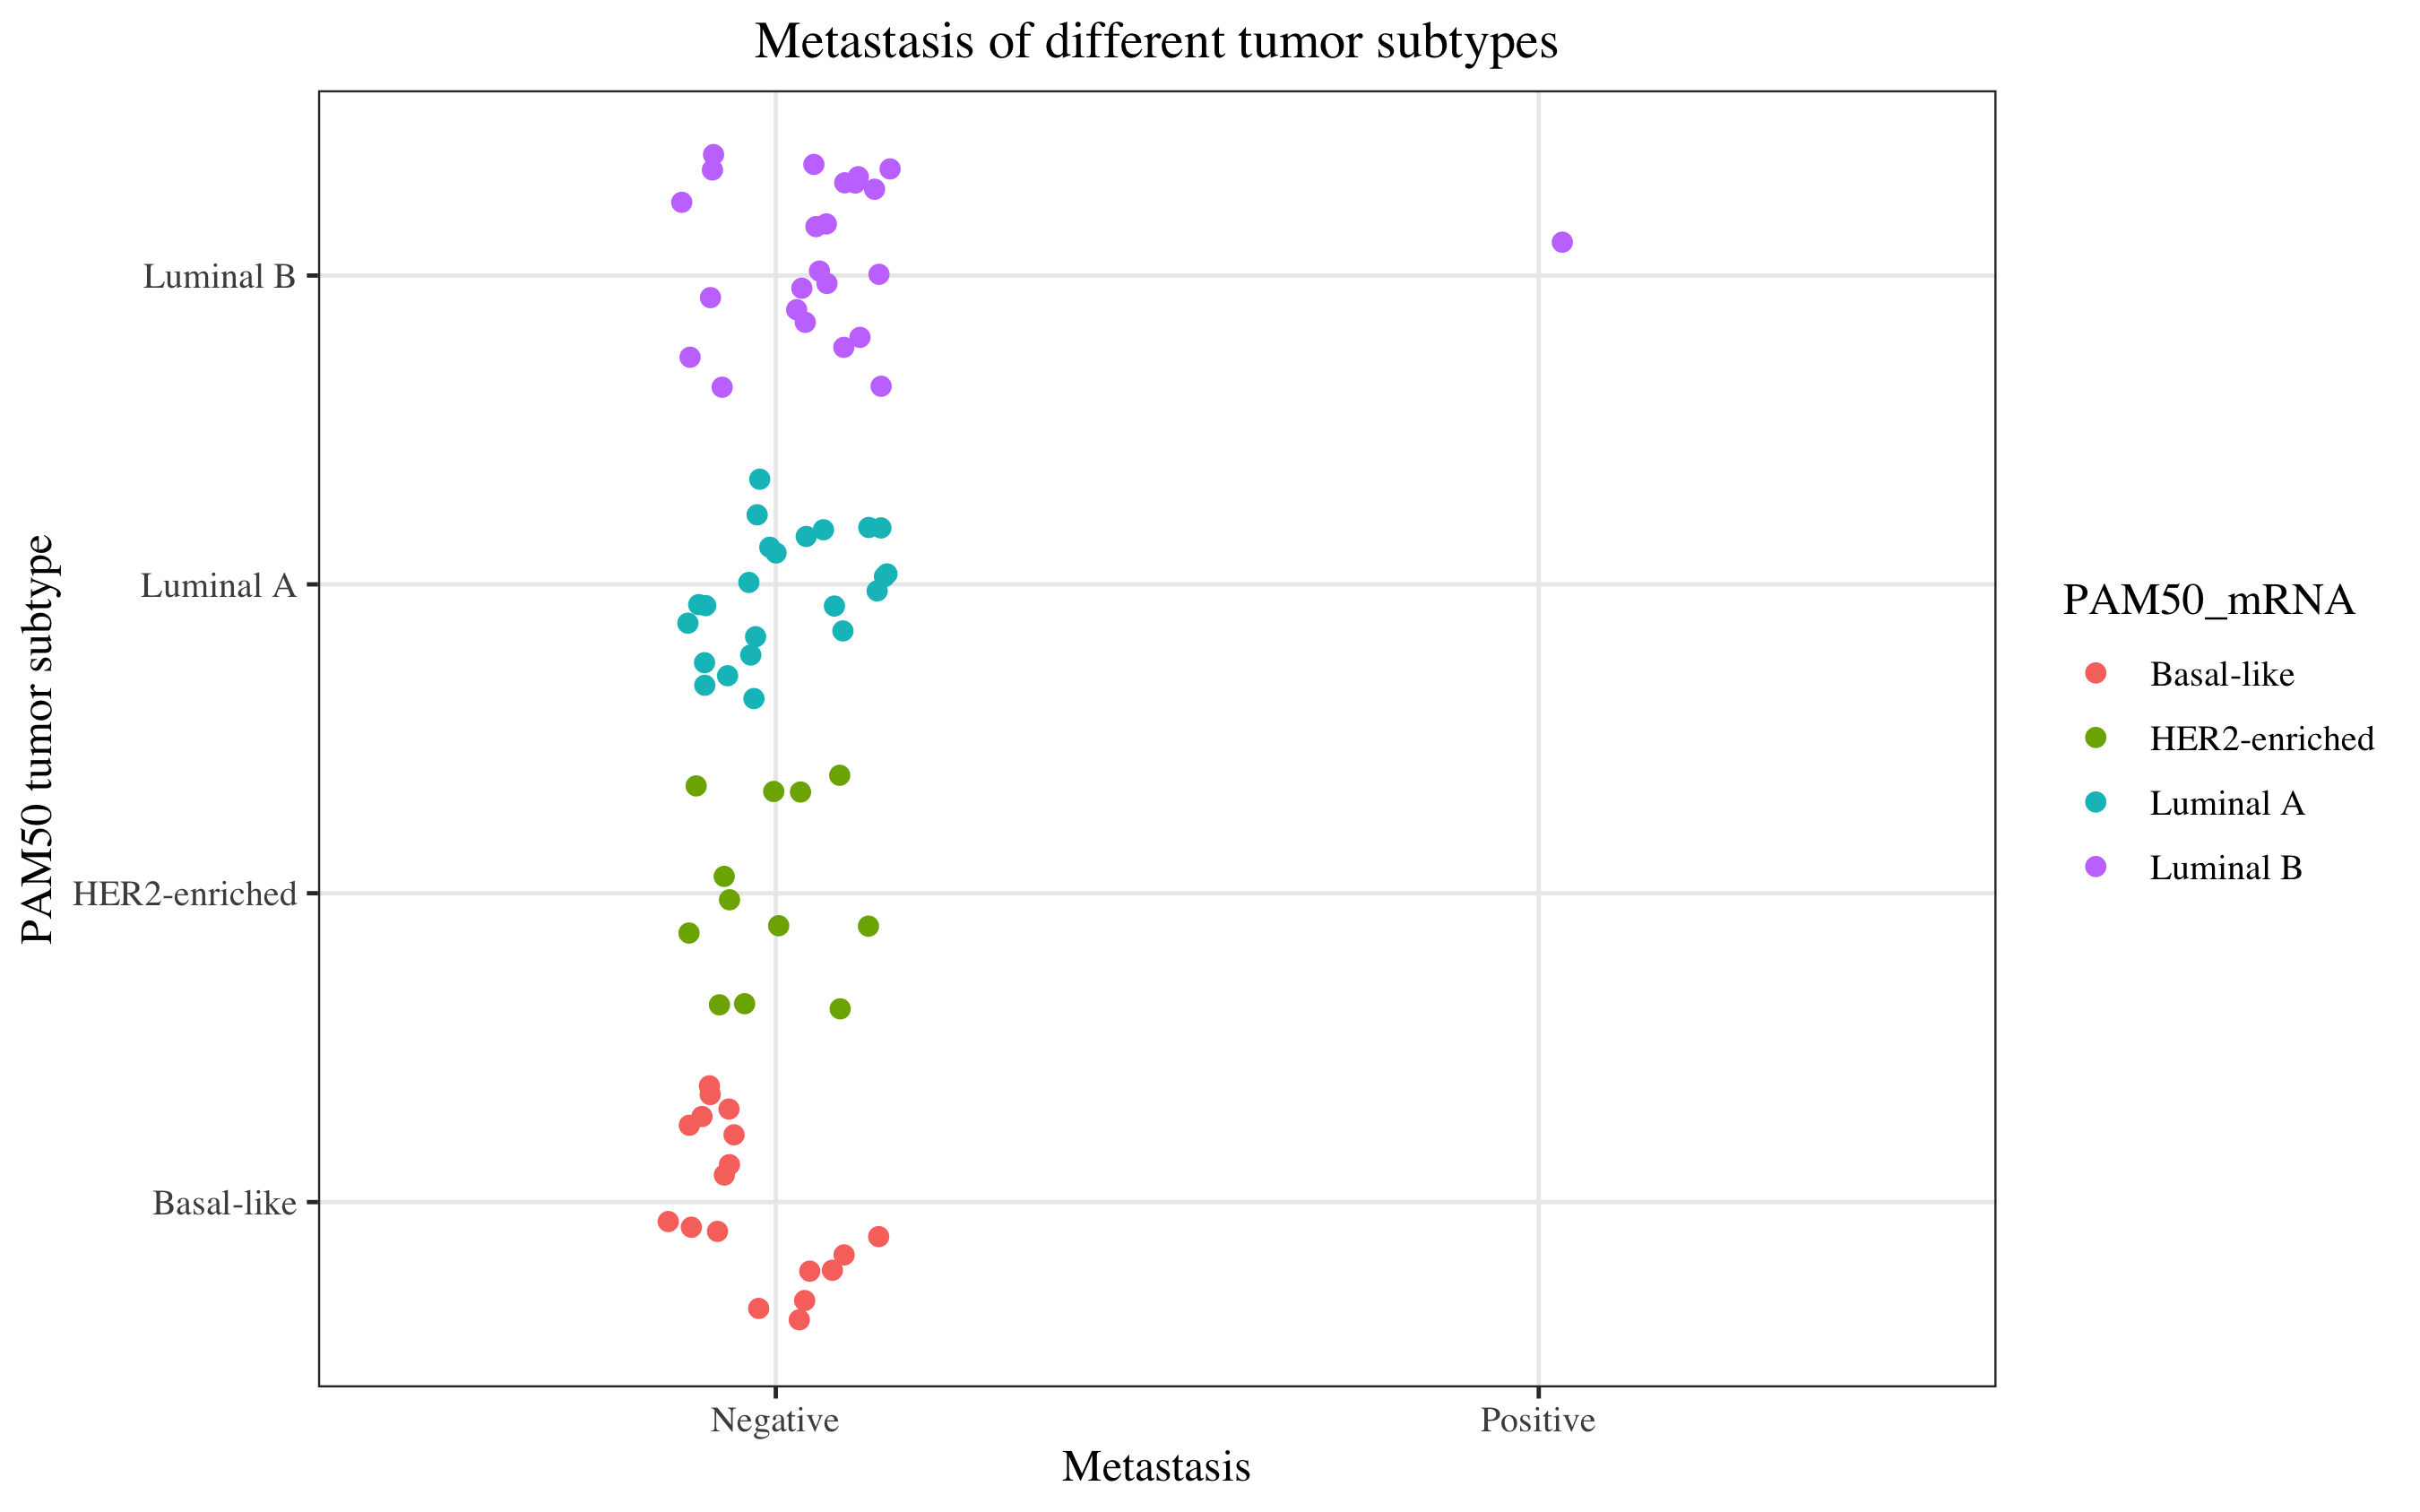 Metastasis of different tumor subtypes
PAM50 tumor subtype
Luminal B
Luminal A
HER2-enriched
Basal-like
Negative
Positive
Metastasis
PAM50_mRNA
Basal-like
HER2-enriched
Luminal A
Luminal B